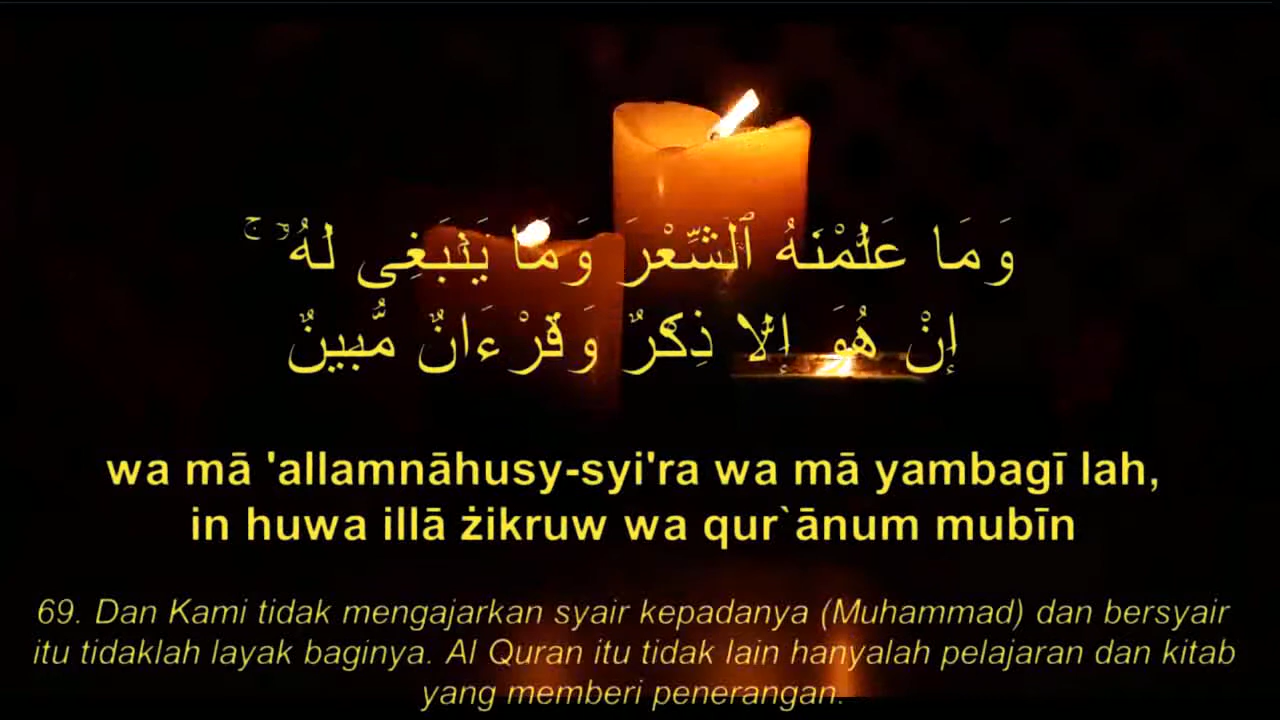 وَمَا عَلَّمْنَٰهُ ٱلشِّعْرَ وَمَا يَنۢبَغِى لَهُۥٓ ۚ
إِنْ هُوَ إِلَّا ذِكْرٌ وَقُرْءَانٌ مُّبِينٌ
wa mā 'allamnāhusy-syi'ra wa mā yambagī lah,
in huwa illā żikruw wa qur`ānum mubīn
69. Dan Kami tidak mengajarkan syair kepadanya (Muhammad) dan bersyair
itu tidaklah layak baginya. Al Quran itu tidak lain hanyalah pelajaran dan kitab
yang memberi penerangan.